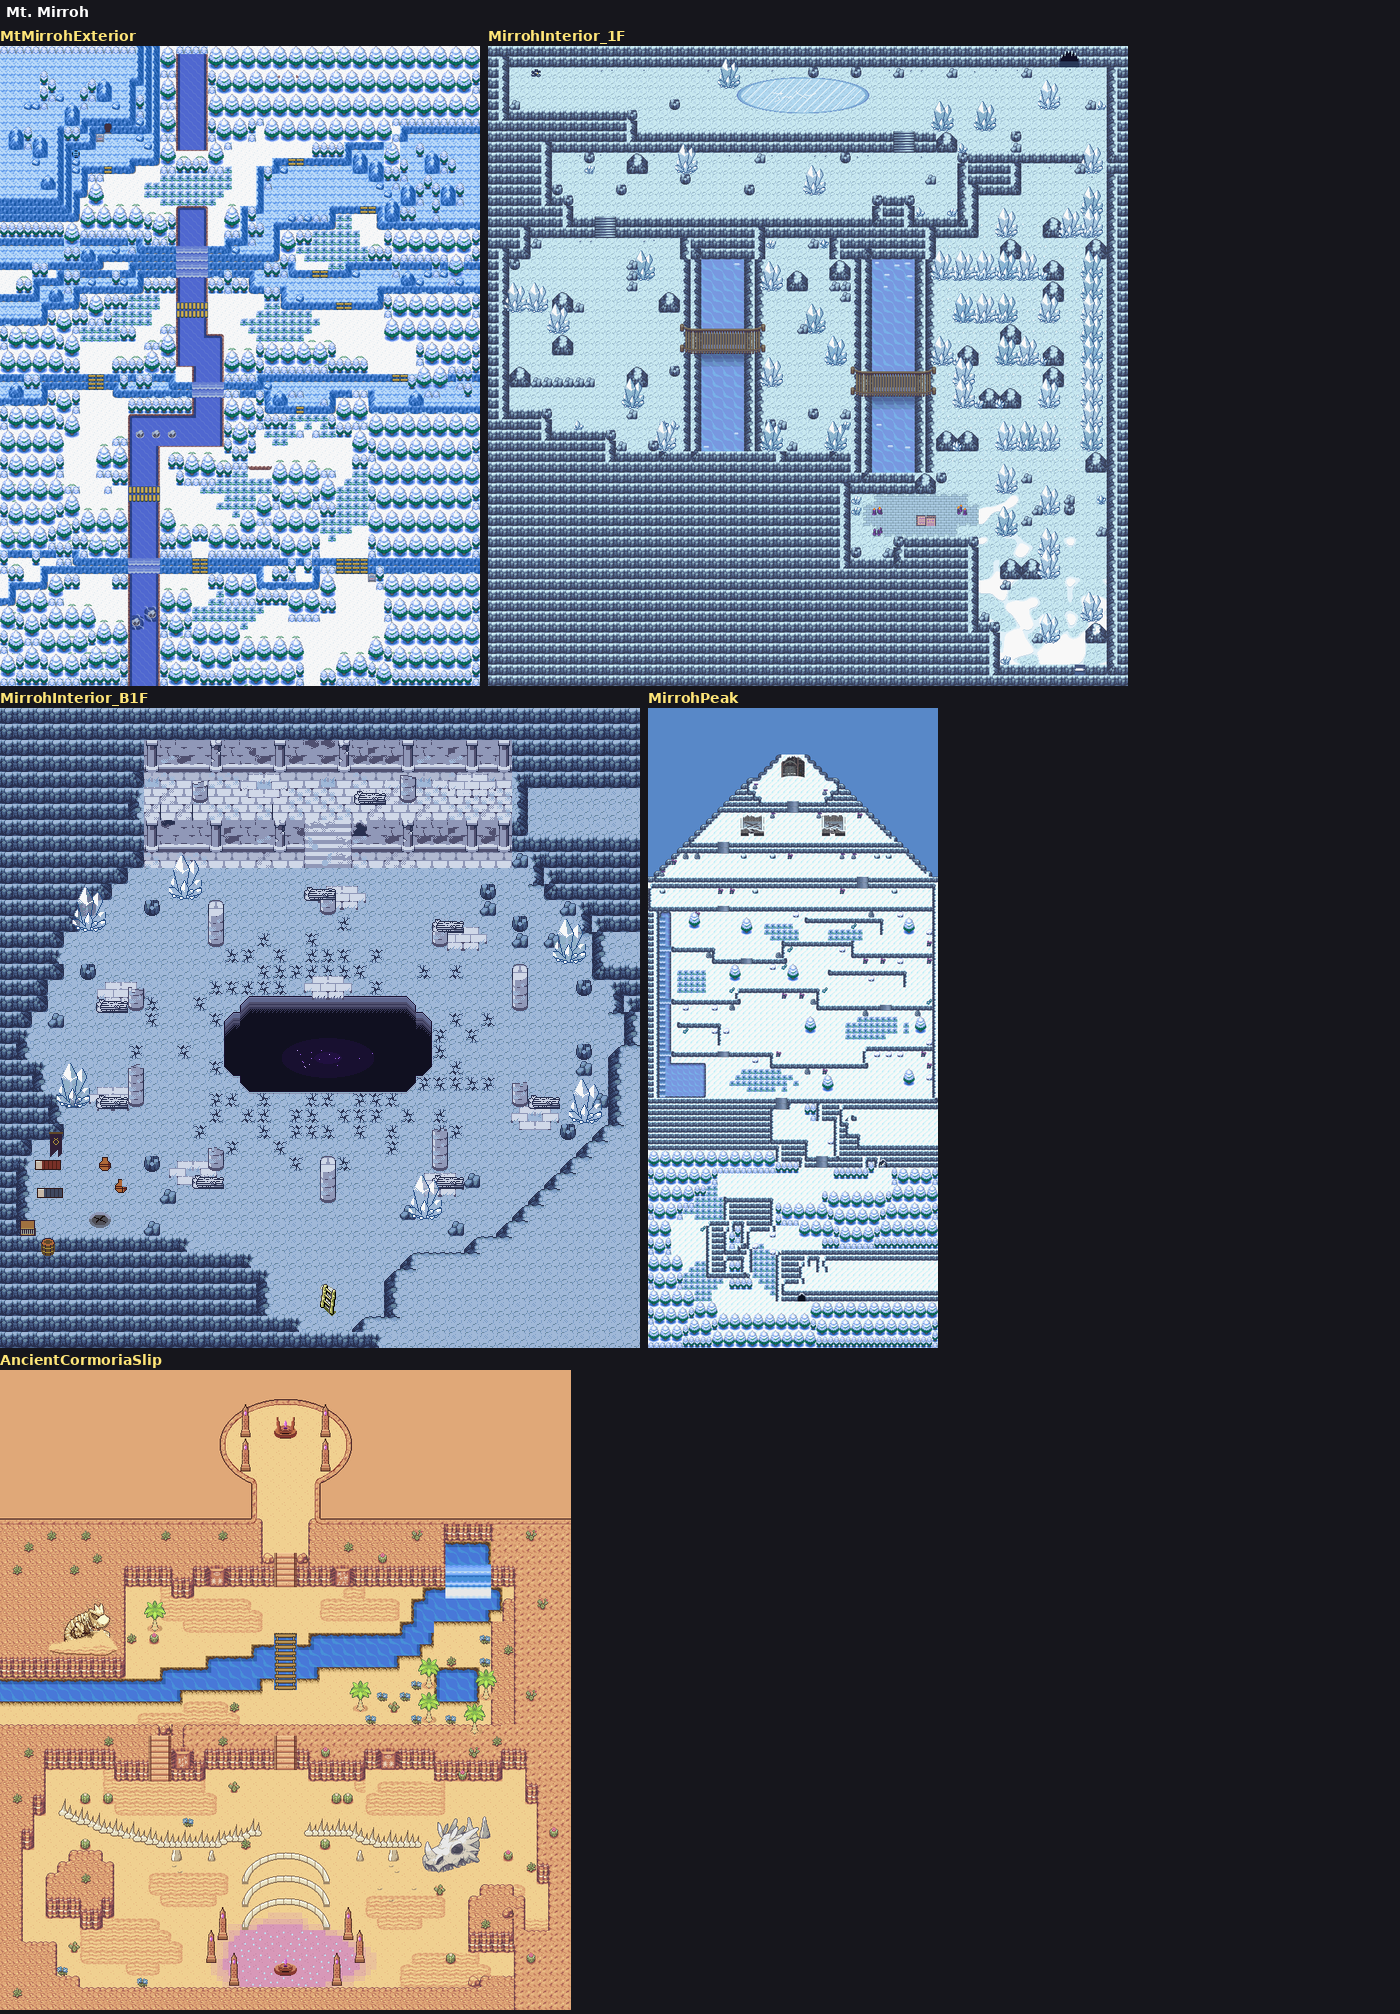 Mt. Mirroh
MtMirrohExterior
MirrohInterior_1F
MirrohInterior_B1F
MirrohPeak
AncientCormoriaSlip